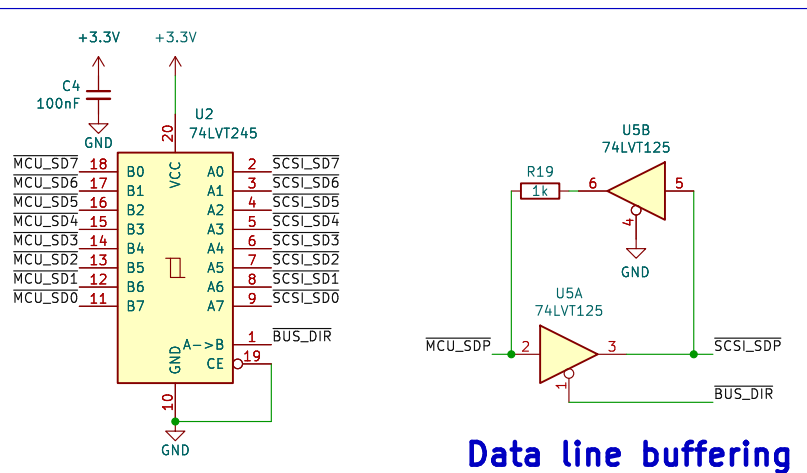 +3.3V
+3.3V
C4
100nF
GND
U2
74LVT245
20
VCC
MCU_SD7 18 B0 A0 2 SCSI_SD7
MCU_SD6 17 B1 A1 3 SCSI_SD6
MCU_SD5 16 B2 A2 4 SCSI_SD5
MCU_SD4 15 B3 A3 5 SCSI_SD4
MCU_SD3 14 B4 A4 6 SCSI_SD3
MCU_SD2 13 B5 A5 7 SCSI_SD2
MCU_SD1 12 B6 A6 8 SCSI_SD1
MCU_SD0 11 B7 A7 9 SCSI_SD0
A->B 1 BUS_DIR
GND
CE 19
10
GND
U5B
74LVT125
R19
1k
6
5
4
GND
U5A
74LVT125
MCU_SDP 2
3 SCSI_SDP
1
BUS_DIR
Data line buffering